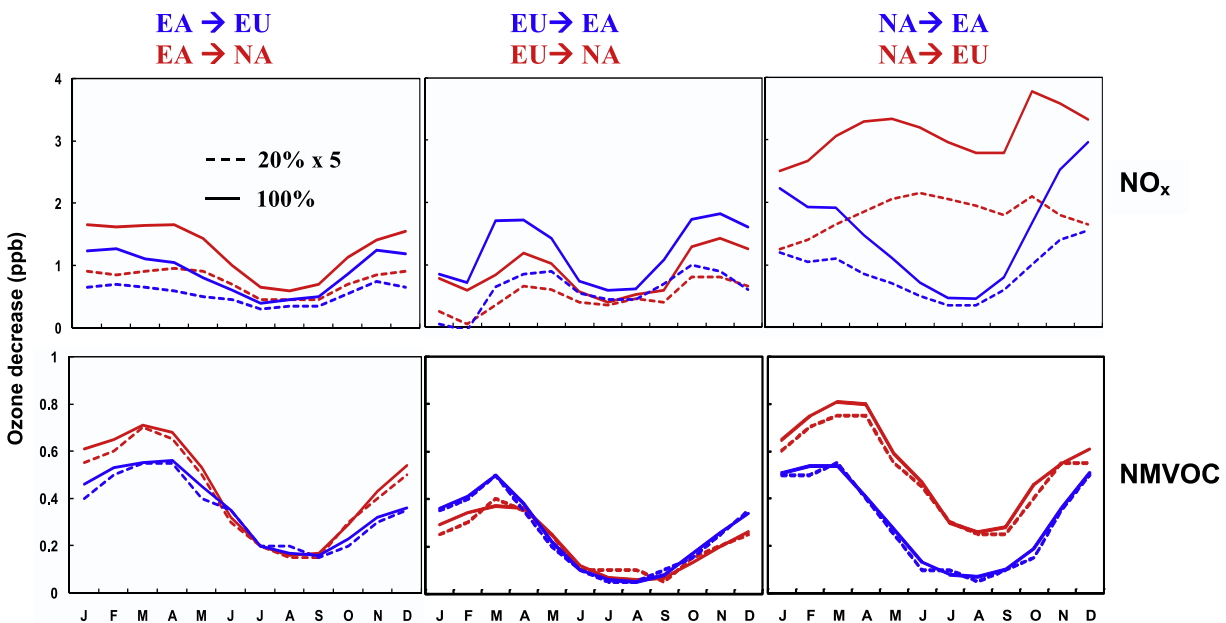 EA → EU
EA → NA
EU → EA
EU → NA
NA → EA
NA → EU
4
3
2
1
0
20% x 5
100%
NOx
Ozone decrease (ppb)
1
0.8
0.6
0.4
0.2
0
NMVOC
J F M A M J J A S O N D
J F M A M J J A S O N D
J F M A M J J A S O N D